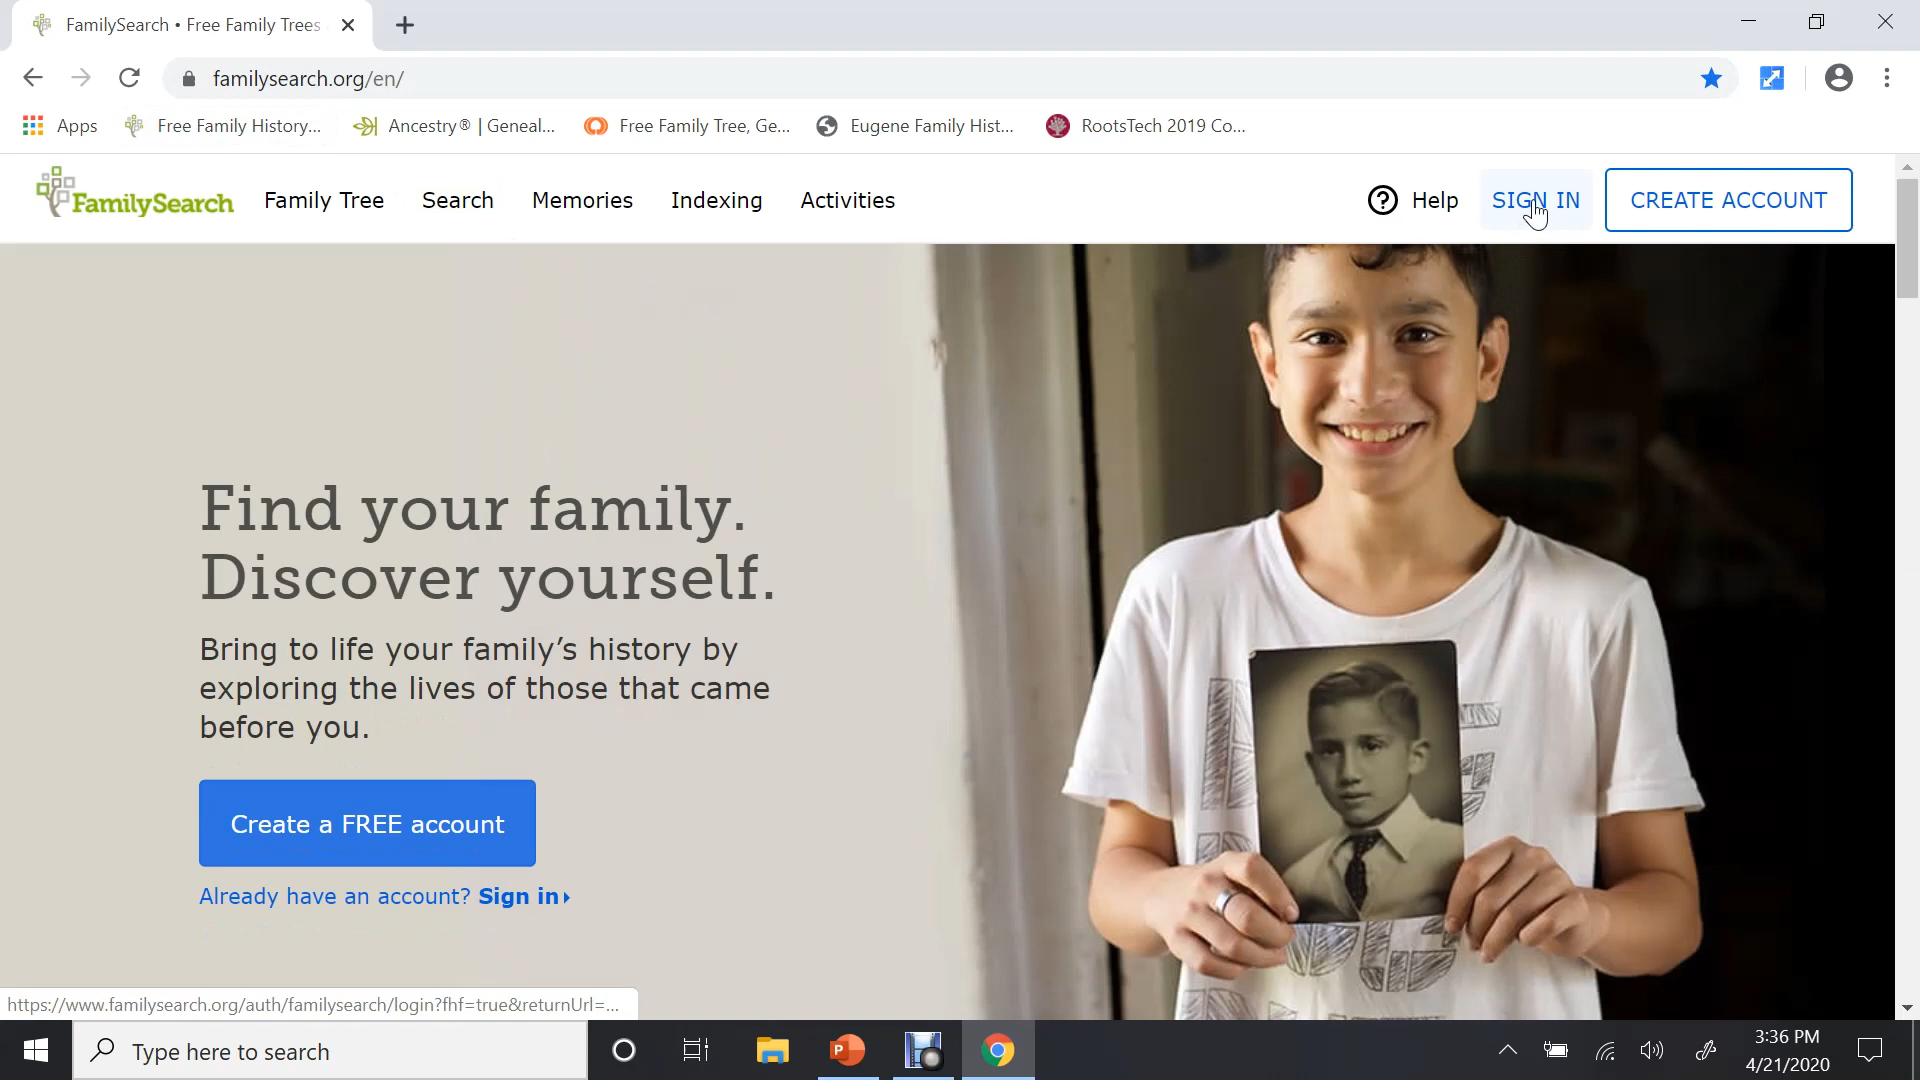 FamilySearch • Free Family Trees
familysearch.org/en/
Apps
Free Family History...
Ancestry® | Geneal...
Free Family Tree, Ge...
Eugene Family Hist...
RootsTech 2019 Co...
FamilySearch
Family Tree
Search
Memories
Indexing
Activities
Help
SIGN IN
CREATE ACCOUNT
Find your family.
Discover yourself.
Bring to life your family’s history by
exploring the lives of those that came
before you.
Create a FREE account
Already have an account? Sign in
https://www.familysearch.org/auth/familysearch/login?fhf=true&returnUrl=...
Type here to search
P
3:36 PM
4/21/2020